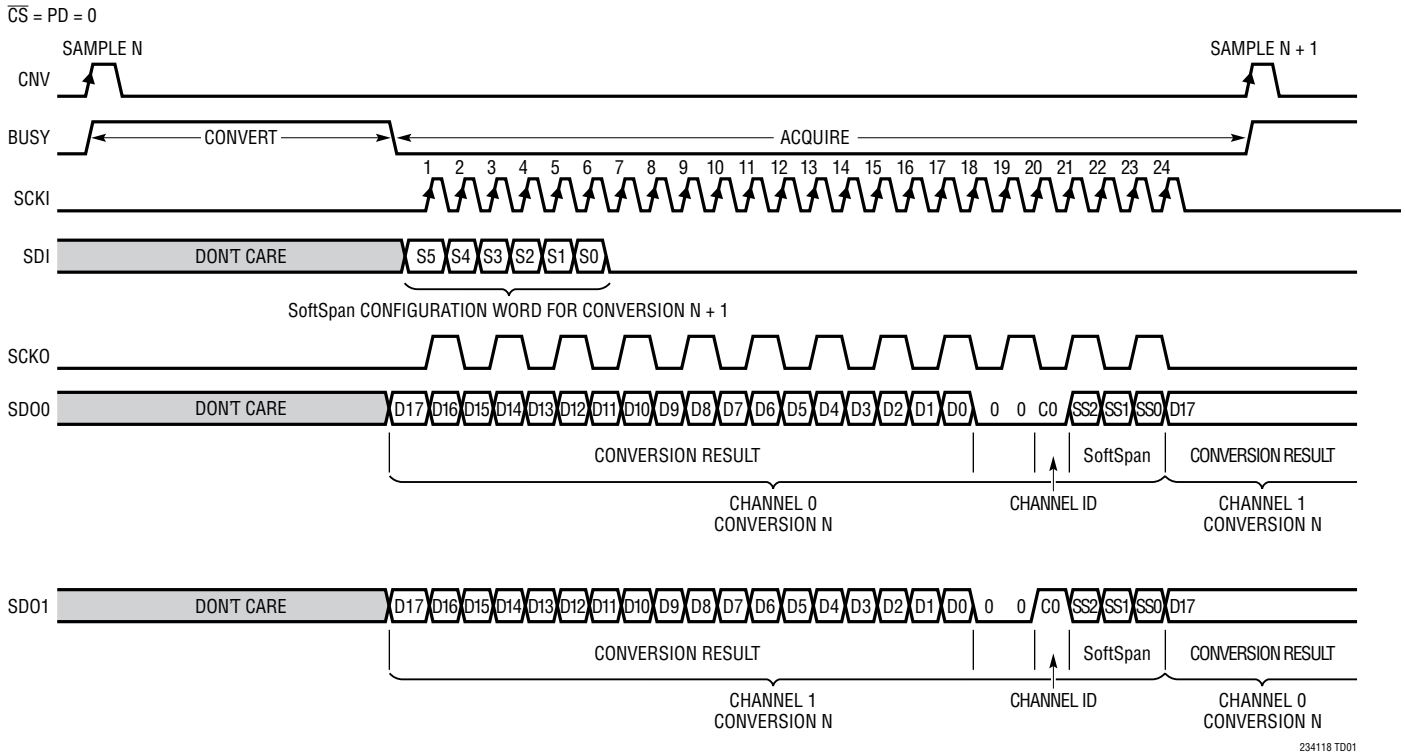 CS = PD = 0
SAMPLE N
SAMPLE N + 1
CNV
BUSY
CONVERT
ACQUIRE
1 2 3 4 5 6 7 8 9 10 11 12 13 14 15 16 17 18 19 20 21 22 23 24
SCKI
SDI DON'T CARE S5 S4 S3 S2 S1 S0
SoftSpan CONFIGURATION WORD FOR CONVERSION N + 1
SCKO
SDO0 DON'T CARE D17 D16 D15 D14 D13 D12 D11 D10 D9 D8 D7 D6 D5 D4 D3 D2 D1 D0 0 0 C0 SS2 SS1 SS0 D17
CONVERSION RESULT SoftSpan CONVERSION RESULT
CHANNEL 0 CHANNEL ID CHANNEL 1
CONVERSION N CONVERSION N
SDO1 DON'T CARE D17 D16 D15 D14 D13 D12 D11 D10 D9 D8 D7 D6 D5 D4 D3 D2 D1 D0 0 0 C0 SS2 SS1 SS0 D17
CONVERSION RESULT SoftSpan CONVERSION RESULT
CHANNEL 1 CHANNEL ID CHANNEL 0
CONVERSION N CONVERSION N
234118 TD01